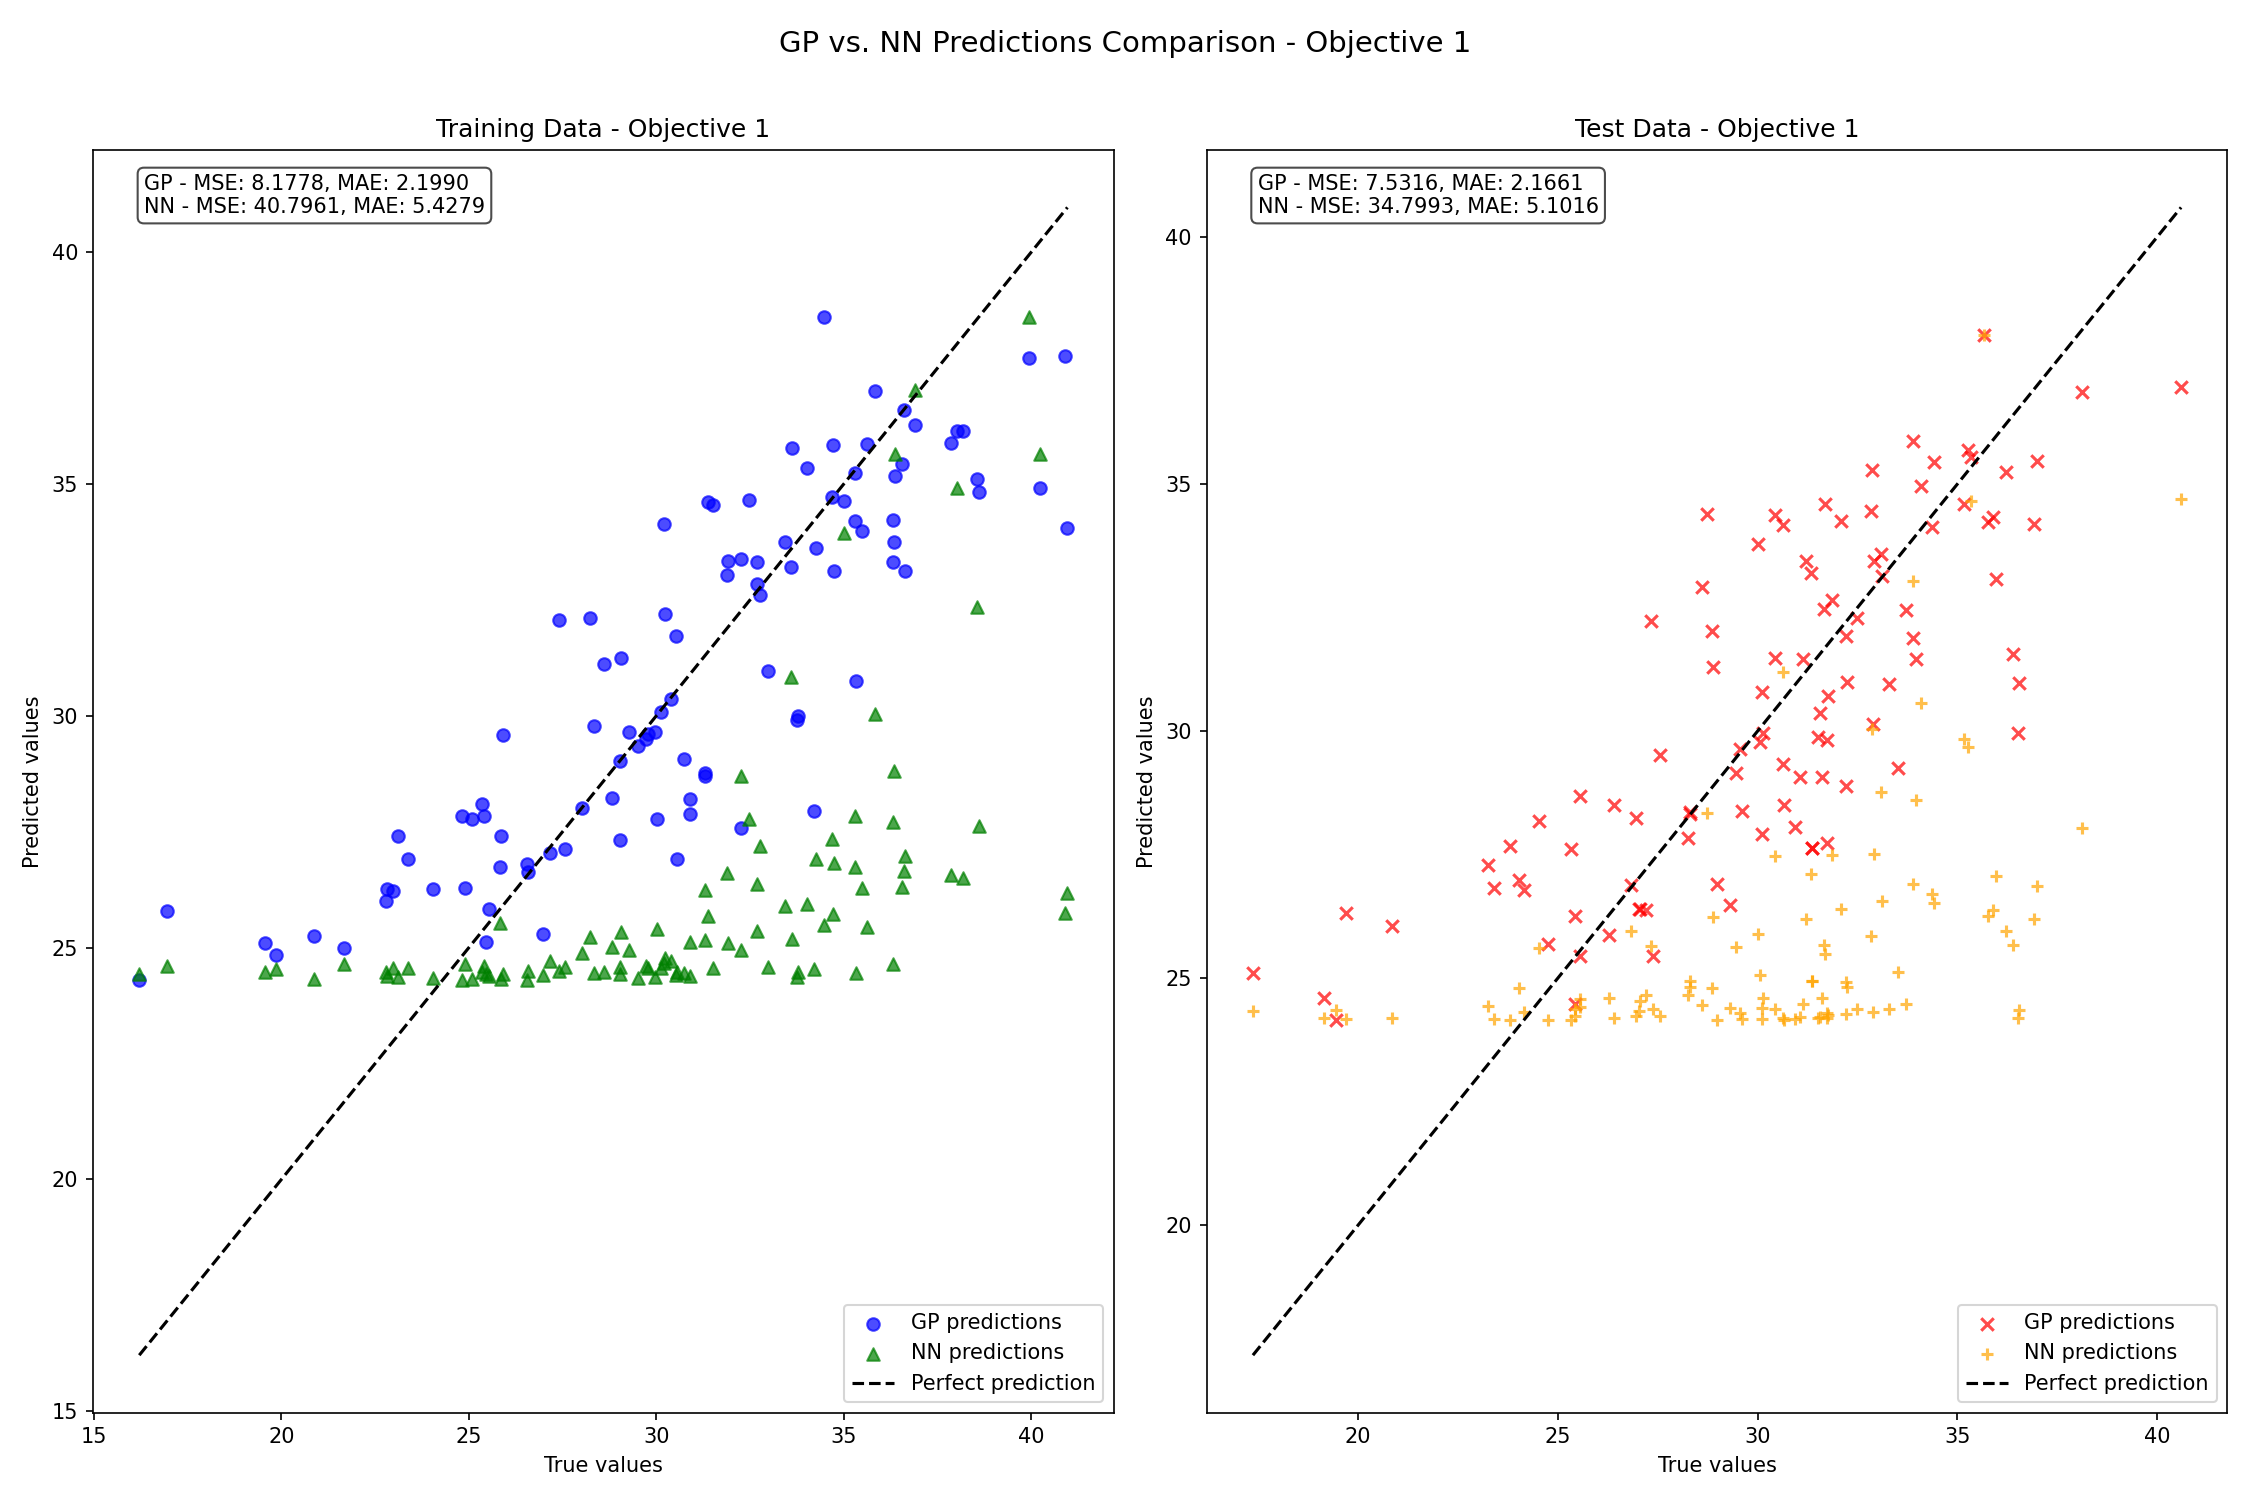 GP vs. NN Predictions Comparison - Objective 1
Training Data - Objective 1
GP - MSE: 8.1778, MAE: 2.1990
NN - MSE: 40.7961, MAE: 5.4279
Predicted values
40
35
30
25
20
15
15 20 25 30 35 40
True values
GP predictions
NN predictions
Perfect prediction
Test Data - Objective 1
GP - MSE: 7.5316, MAE: 2.1661
NN - MSE: 34.7993, MAE: 5.1016
Predicted values
40
35
30
25
20
20 25 30 35 40
True values
GP predictions
NN predictions
Perfect prediction